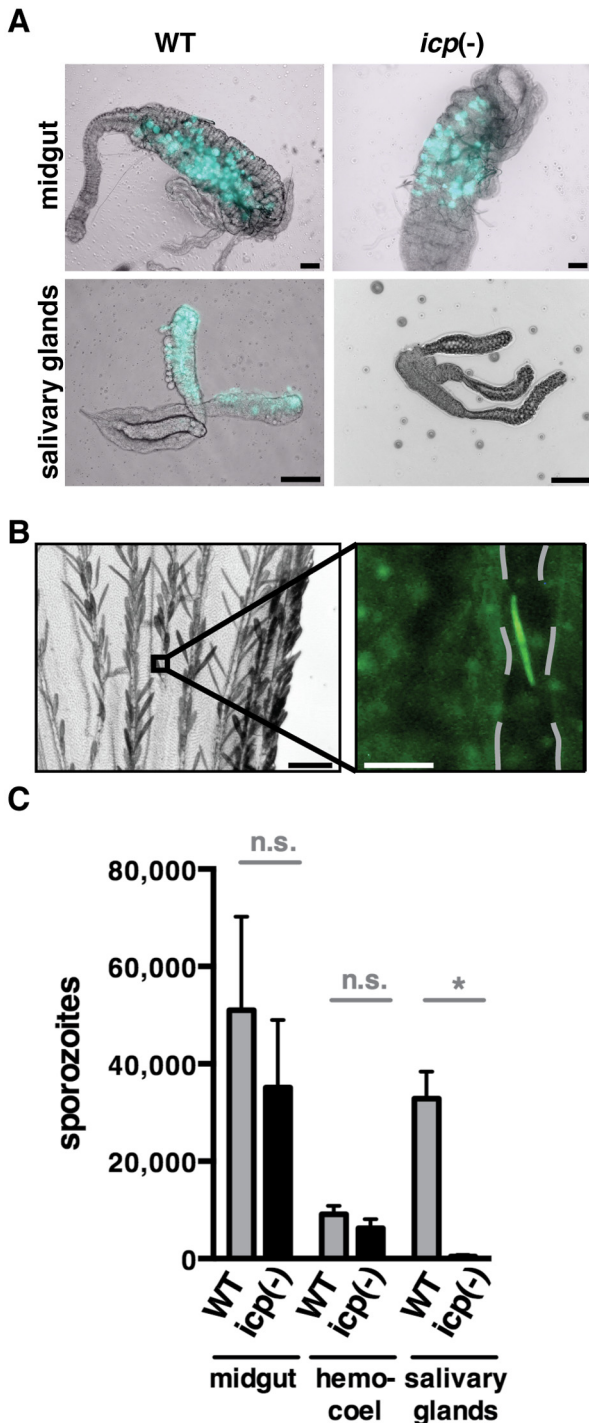 A
WT
icp(-)
midgut
salivary glands
B
C
n.s.
n.s.
*
80,000
60,000
40,000
20,000
0
sporozoites
WT
icp(-)
WT
icp(-)
WT
icp(-)
midgut
hemo-
coel
salivary
glands